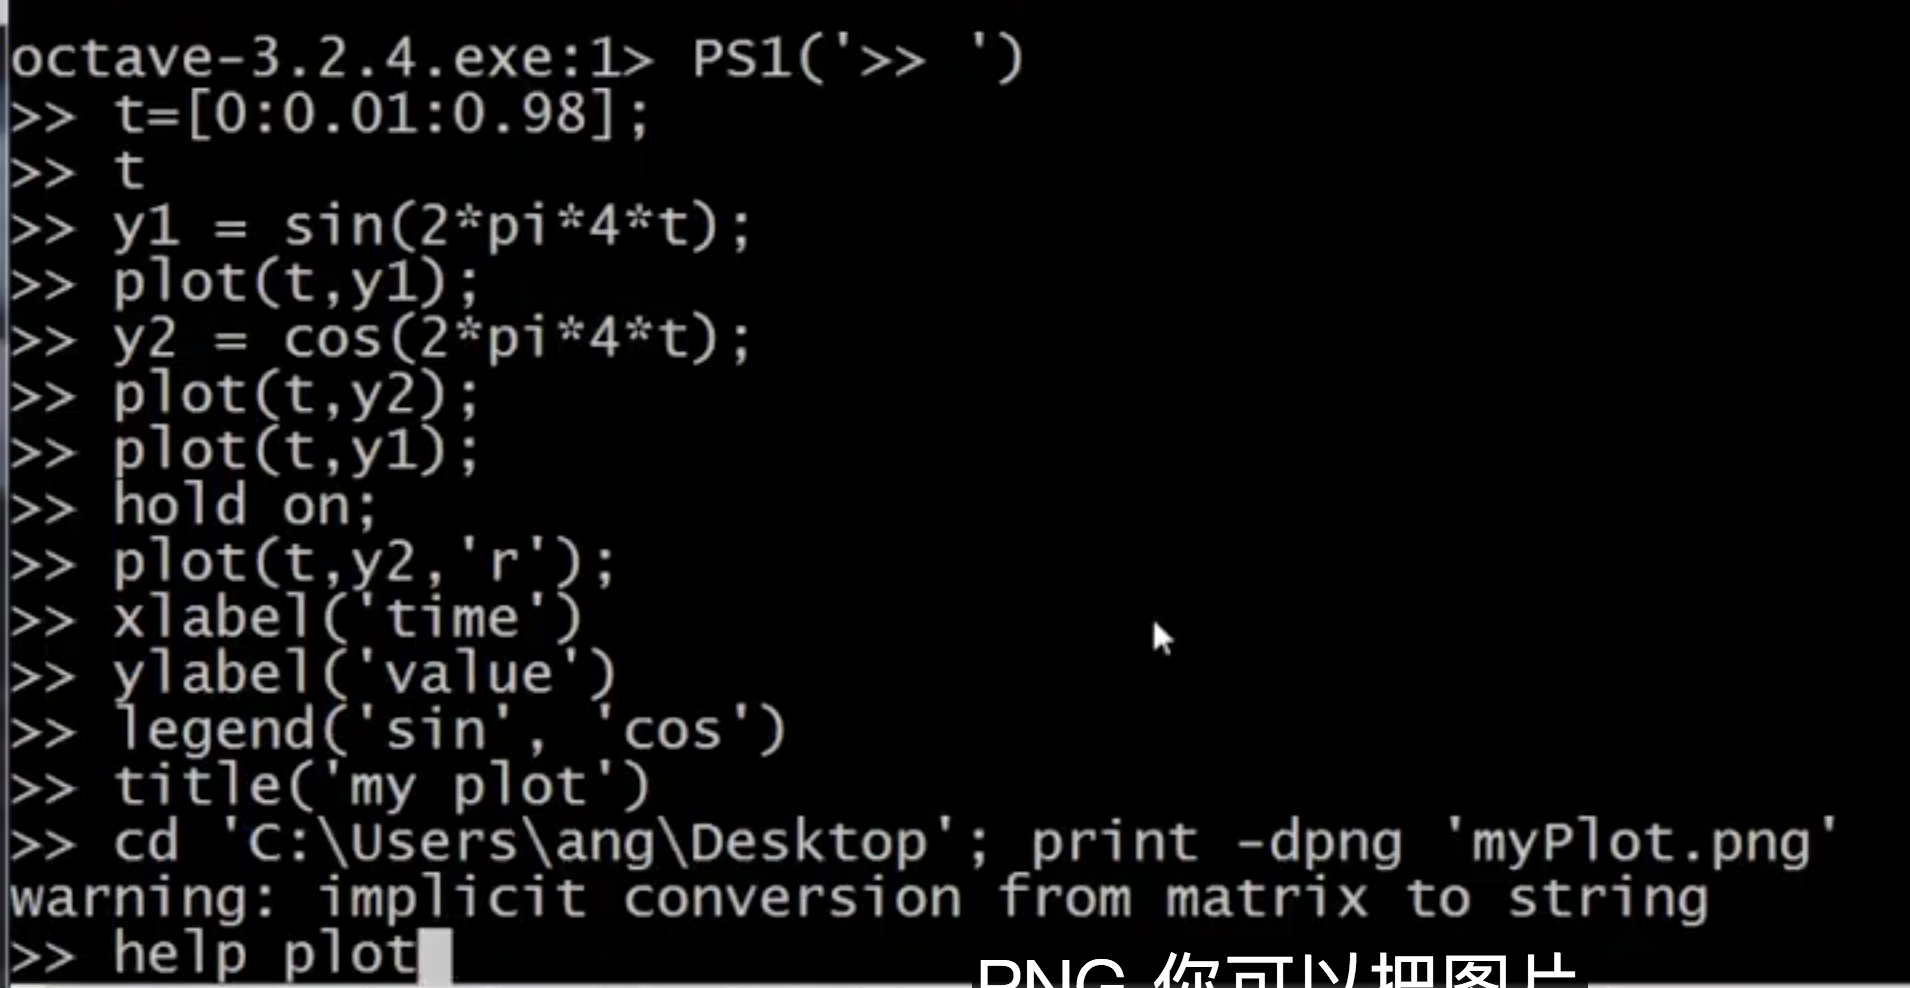 octave-3.2.4.exe:1> PS1('>> ')
>> t=[0:0.01:0.98];
>> t
>> y1 = sin(2*pi*4*t);
>> plot(t,y1);
>> y2 = cos(2*pi*4*t);
>> plot(t,y2);
>> plot(t,y1);
>> hold on;
>> plot(t,y2,'r');
>> xlabel('time')
>> ylabel('value')
>> legend('sin', 'cos')
>> title('my plot')
>> cd 'C:\Users\ang\Desktop'; print -dpng 'myPlot.png'
warning: implicit conversion from matrix to string
>> help plot
PNG 你可以把图片